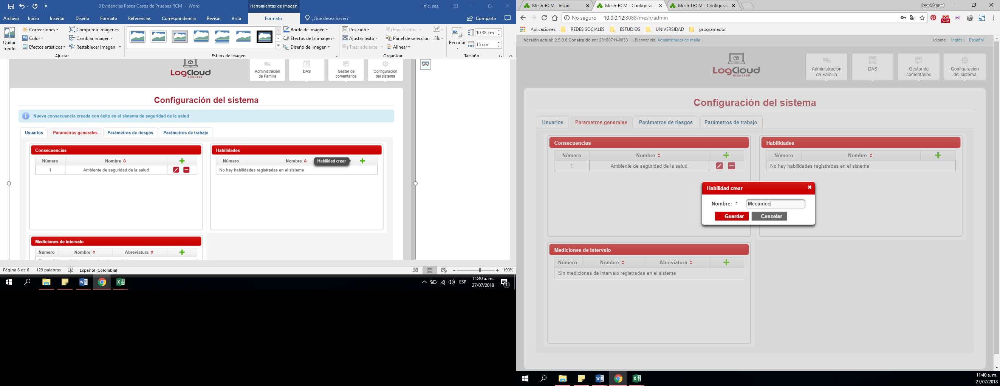 3 Evidencias Pasos Casos de Pruebas RCM - Word
Herramientas de imagen
Inic. ses.
Archivo Inicio Insertar Diseño Formato Referencias Correspondencia Revisar Vista Formato ¿Qué desea hacer? Compartir
Correcciones
Color
Efectos artísticos
Quitar
fondo
Comprimir imágenes
Cambiar imagen
Restablecer imagen
Ajustar
Estilos de imagen
Borde de imagen
Efectos de la imagen
Diseño de imagen
Posición
Ajustar texto
Traer adelante
Enviar atrás
Panel de selección
Alinear
Organizar
Recortar
10,38 cm
15 cm
Tamaño
LogCloud
MESH LRCM
Administración
de Familia
DAS
Gestor de
comentarios
Configuración
del sistema
Configuración del sistema
Nueva consecuencia creada con éxito en el sistema de seguridad de la salud
Usuarios Parametros generales Parámetros de riesgos Parámetros de trabajo
Consecuencias
Número Nombre
1 Ambiente de seguridad de la salud
Habilidades
Número Nombre Habilidad crear
No hay habilidades registradas en el sistema
Mediciones de intervalo
Número Nombre Abreviatura
Página 6 de 6 129 palabras Español (Colombia) 190%
ESP
11:40 a. m.
27/07/2018
1
Mesh-RCM - Inicio
Mesh-RCM - Configuraci
Mesh-LRCM - Configurac
Jose Manuel
No seguro 10.0.0.12:8088/mesh/admin
5226
Aplicaciones REDES SOCIALES ESTUDIOS UNIVERSIDAD programador
Versión actual: 2.5.0.0 Construido en: 20180711-0833 ¡Bienvenido! Administrador de malla
Idioma: Inglés Español
LogCloud
MESH LRCM
Administración
de Familia
DAS
Gestor de
comentarios
Configuración
del sistema
Configuración del sistema
Usuarios Parametros generales Parámetros de riesgos Parámetros de trabajo
Consecuencias
Número Nombre
1 Ambiente de seguridad de la salud
Habilidades
Número Nombre
No hay habilidades registradas en el sistema
Habilidad crear
Nombre: * Mecánico
Guardar Cancelar
Mediciones de intervalo
Número Nombre Abreviatura
Sin mediciones de intervalo registradas en el sistema
11:40 a. m.
27/07/2018